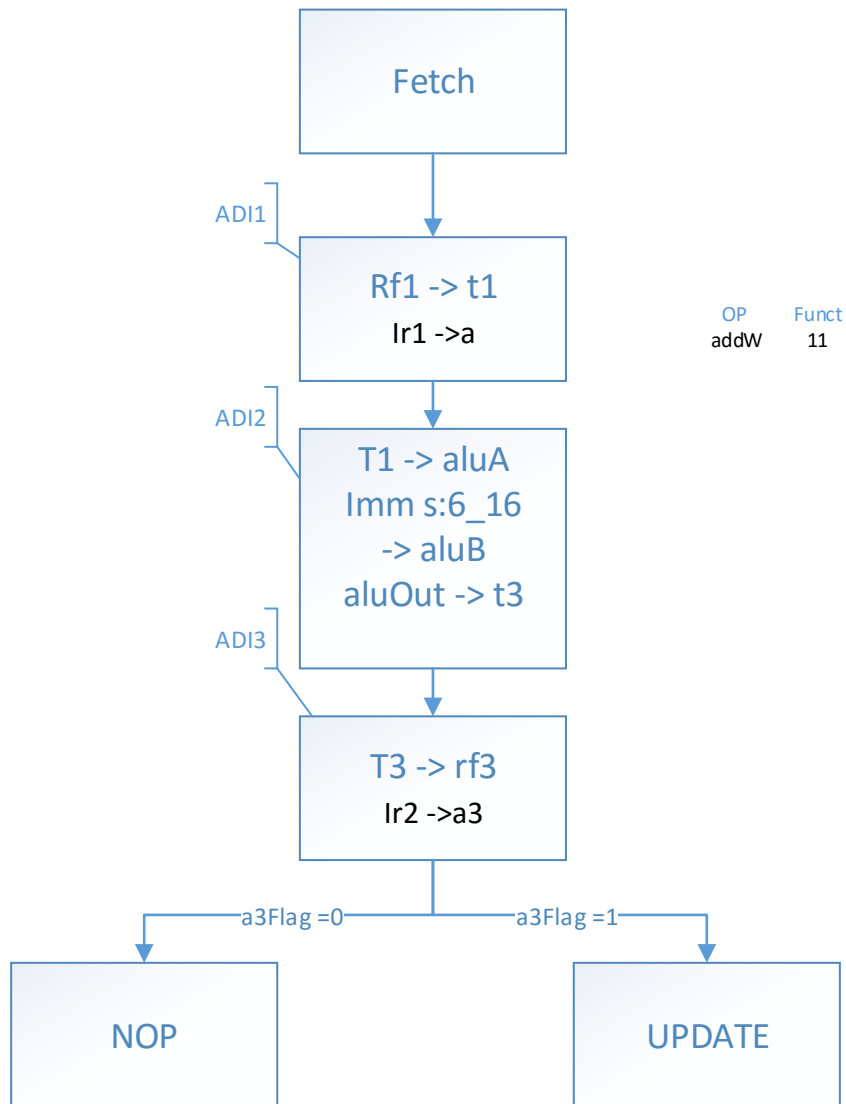 Fetch
ADI1
Rf1 -> t1
Ir1 ->a
OP Funct
addW 11
ADI2
T1 -> aluA
Imm s:6_16
-> aluB
aluOut -> t3
ADI3
T3 -> rf3
Ir2 ->a3
a3Flag =0 a3Flag =1
NOP UPDATE